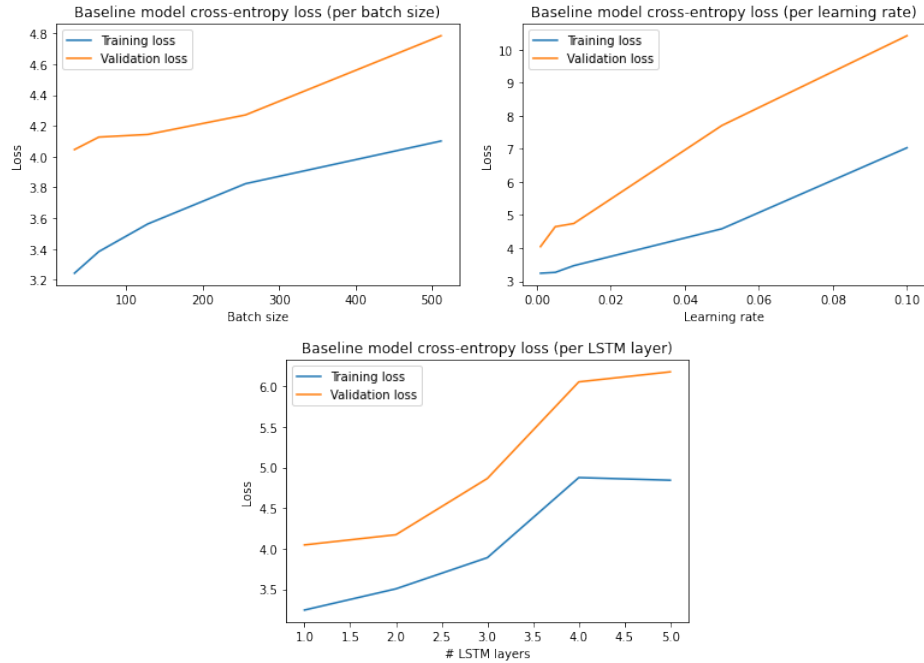 Baseline model cross-entropy loss (per batch size)
Training loss
Validation loss
4.8
4.6
4.4
4.2
4.0
3.8
3.6
3.4
3.2
Loss
100
200
300
400
500
Batch size
Baseline model cross-entropy loss (per learning rate)
Training loss
Validation loss
10
9
8
7
6
5
4
3
Loss
0.00
0.02
0.04
0.06
0.08
0.10
Learning rate
Baseline model cross-entropy loss (per LSTM layer)
Training loss
Validation loss
6.0
5.5
5.0
4.5
4.0
3.5
Loss
1.0
1.5
2.0
2.5
3.0
3.5
4.0
4.5
5.0
# LSTM layers